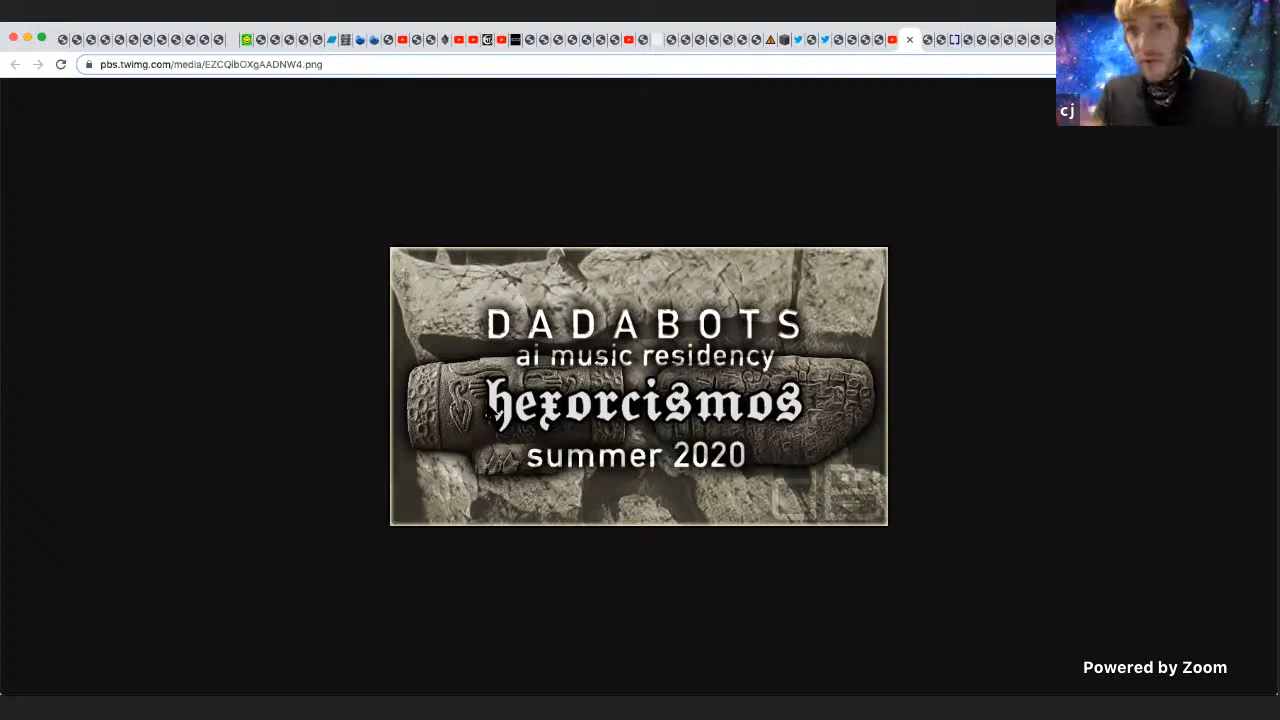 pbs.twimg.com/media/EZCQibOXgAADNW4.png
cj
DADABOTS
ai music residency
hexorcismos
summer 2020
Powered by Zoom